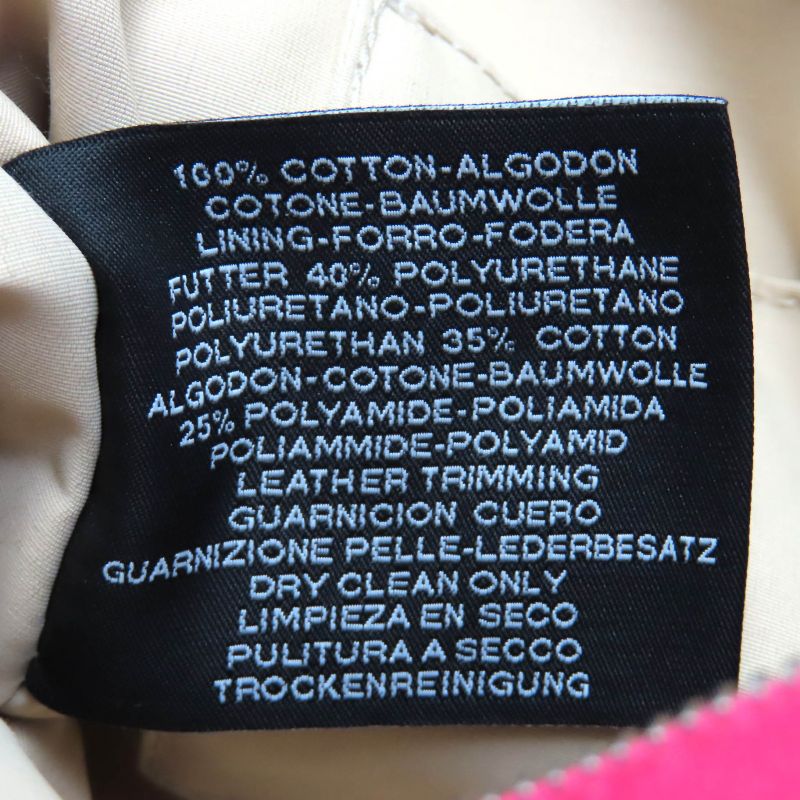 100% COTTON-ALGODON
COTONE-BAUMWOLLE
LINING-FORRO-FODERA
FUTTER 40% POLYURETHANE
POLIURETANO-POLIURETANO
POLYURETHAN 35% COTTON
ALGODON-COTONE-BAUMWOLLE
25% POLYAMIDE-POLIAMIDA
POLIAMMIDE-POLYAMID
LEATHER TRIMMING
GUARNICION CUERO
GUARNIZIONE PELLE-LEDERBESATZ
DRY CLEAN ONLY
LIMPIEZA EN SECO
PULITURA A SECCO
TROCKENREINIGUNG